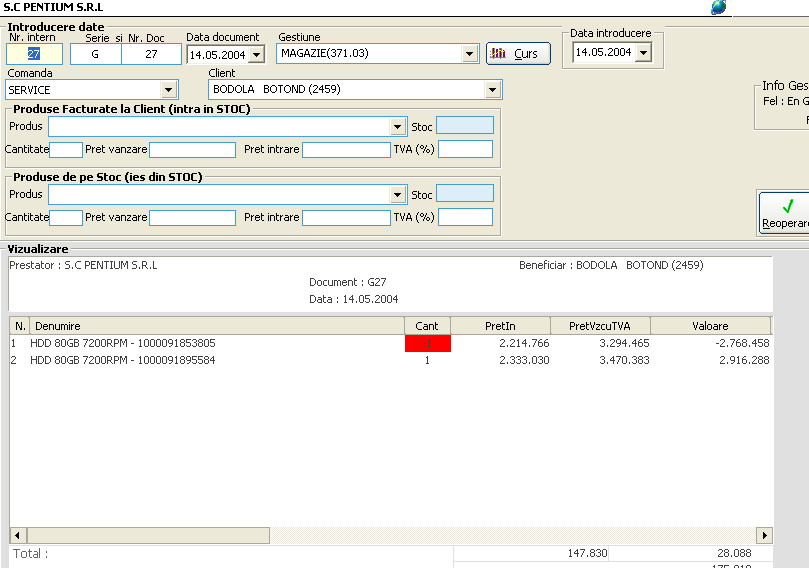 S.C PENTIUM S.R.L
Introducere date
Nr. intern Serie si Nr. Doc Data document Gestiune Data introducere
27 G 27 14.05.2004 MAGAZIE(371.03) Curs 14.05.2004
Comanda Client
SERVICE BODOLA BOTOND (2459)
Info Ges
Fel : En G
Produse Facturate la Client (intra in STOC)
Produs Stoc
Cantitate Pret vanzare Pret intrare TVA (%)
Produse de pe Stoc (ies din STOC)
Produs Stoc
Cantitate Pret vanzare Pret intrare TVA (%)
Reoperare
Vizualizare
Prestator : S.C PENTIUM S.R.L Beneficiar : BODOLA BOTOND (2459)
Document : G27
Data : 14.05.2004
N. Denumire Cant PretIn PretVzcuTVA Valoare
1 HDD 80GB 7200RPM - 1000091853805 -1 2.214.766 3.294.465 -2.768.458
2 HDD 80GB 7200RPM - 1000091895584 1 2.333.030 3.470.383 2.916.288
Total : 147.830 28.088